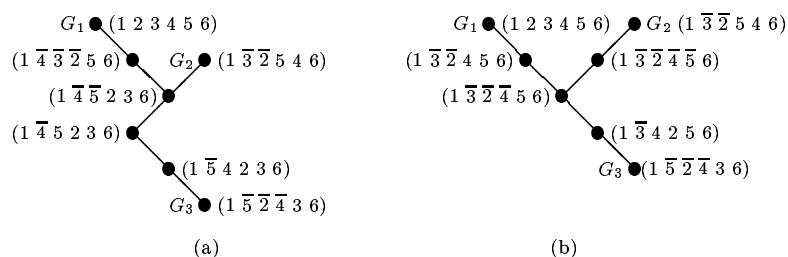 G₁ (1 2 3 4 5 6)
(1 4̅ 3̅ 2̅ 5 6)
G₂ (1 3̅ 2̅ 5 4 6)
(1 4̅ 5̅ 2 3 6)
(1 4̅ 5 2 3 6)
(1 5̅ 4 2 3 6)
G₃ (1 5̅ 2̅ 4̅ 3 6)
(a)
G₁ (1 2 3 4 5 6)
G₂ (1 3̅ 2̅ 5 4 6)
(1 3̅ 2̅ 4 5 6)
(1 3̅ 2̅ 4̅ 5̅ 6)
(1 3̅ 2̅ 4̅ 5 6)
(1 3̅ 4 2 5 6)
G₃ (1 5̅ 2̅ 4̅ 3 6)
(b)